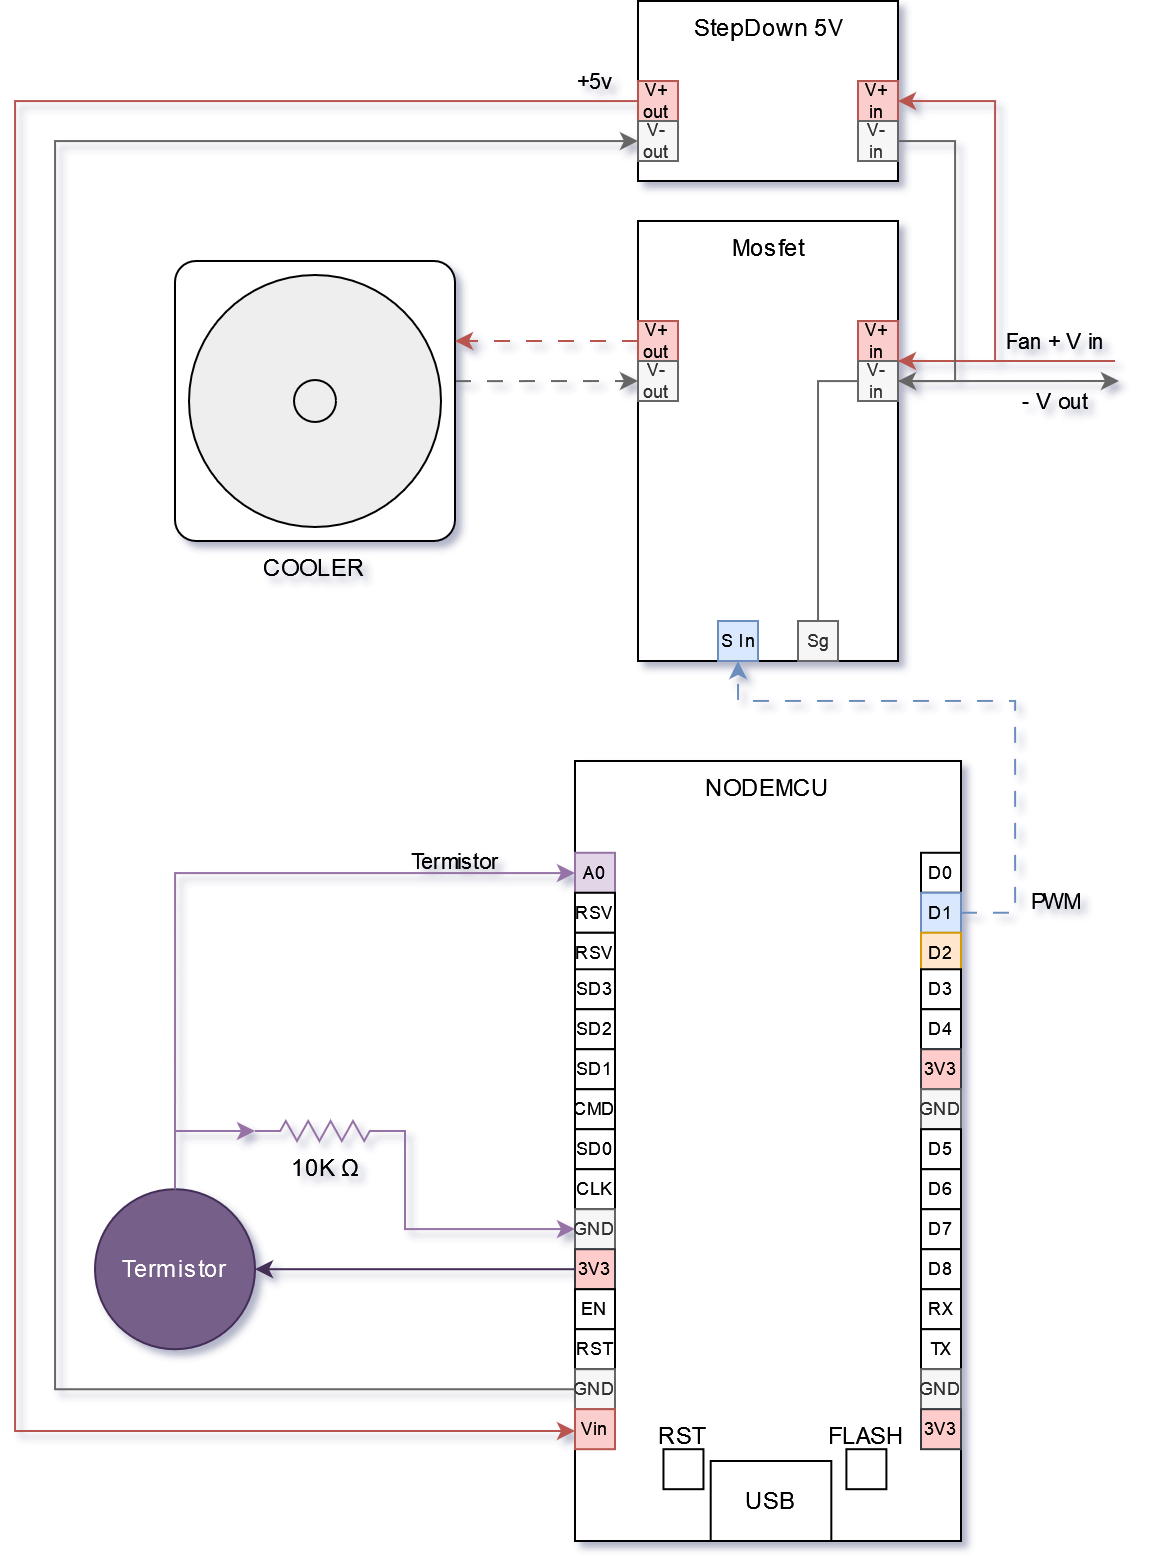 StepDown 5V
+5v
V+
out
V-
out
V+
in
V-
in
Mosfet
V+
out
V-
out
V+
in
V-
in
Fan + V in
- V out
COOLER
S In
Sg
NODEMCU
Termistor
A0
RSV
RSV
SD3
SD2
SD1
CMD
SD0
CLK
GND
3V3
EN
RST
GND
Vin
D0
D1
D2
D3
D4
3V3
GND
D5
D6
D7
D8
RX
TX
GND
3V3
PWM
10K Ω
Termistor
RST
FLASH
USB